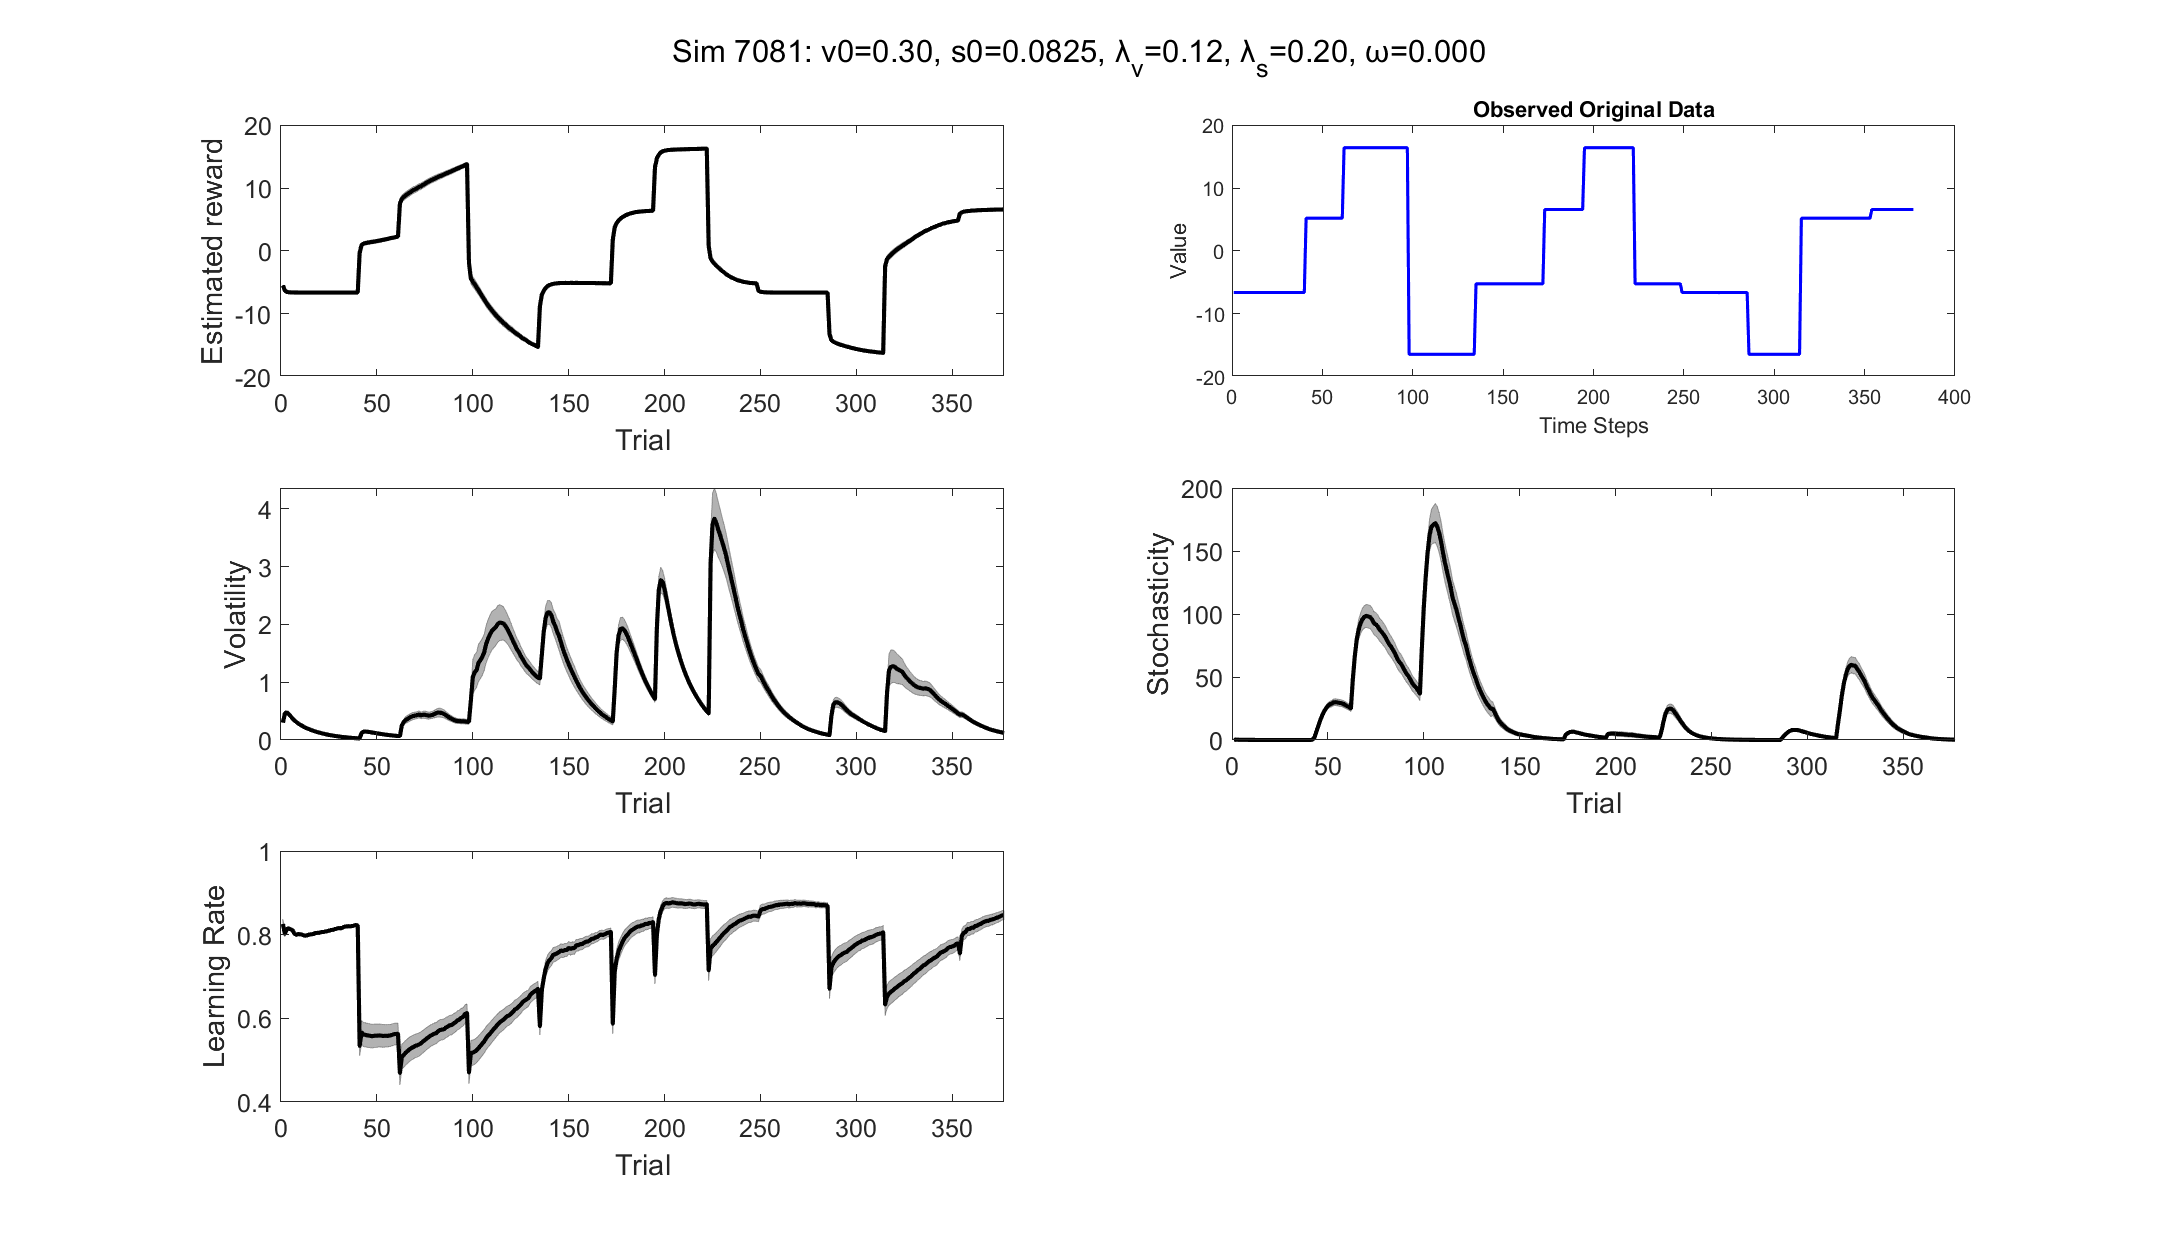 Sim 7081: v0=0.30, s0=0.0825, λv=0.12, λs=0.20, ω=0.000
Estimated reward
20
10
0
-10
-20
0 50 100 150 200 250 300 350
Trial
Observed Original Data
Value
20
10
0
-10
-20
0 50 100 150 200 250 300 350 400
Time Steps
Volatility
4
3
2
1
0
0 50 100 150 200 250 300 350
Trial
Stochasticity
200
150
100
50
0
0 50 100 150 200 250 300 350
Trial
Learning Rate
1
0.8
0.6
0.4
0 50 100 150 200 250 300 350
Trial